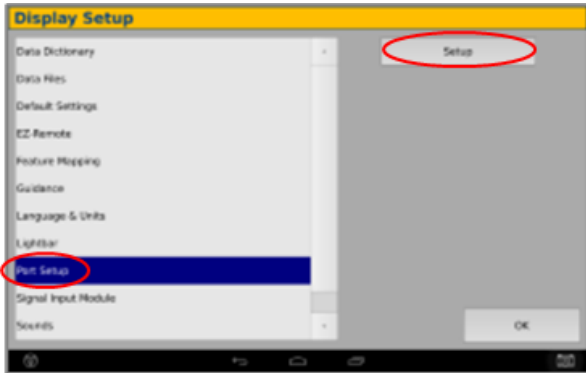 Display Setup
Data Dictionary
Setup
Data Files
Default Settings
EZ-Remote
Feature Mapping
Guidance
Language & Units
Lightbar
Port Setup
Signal Input Module
Sounds
OK